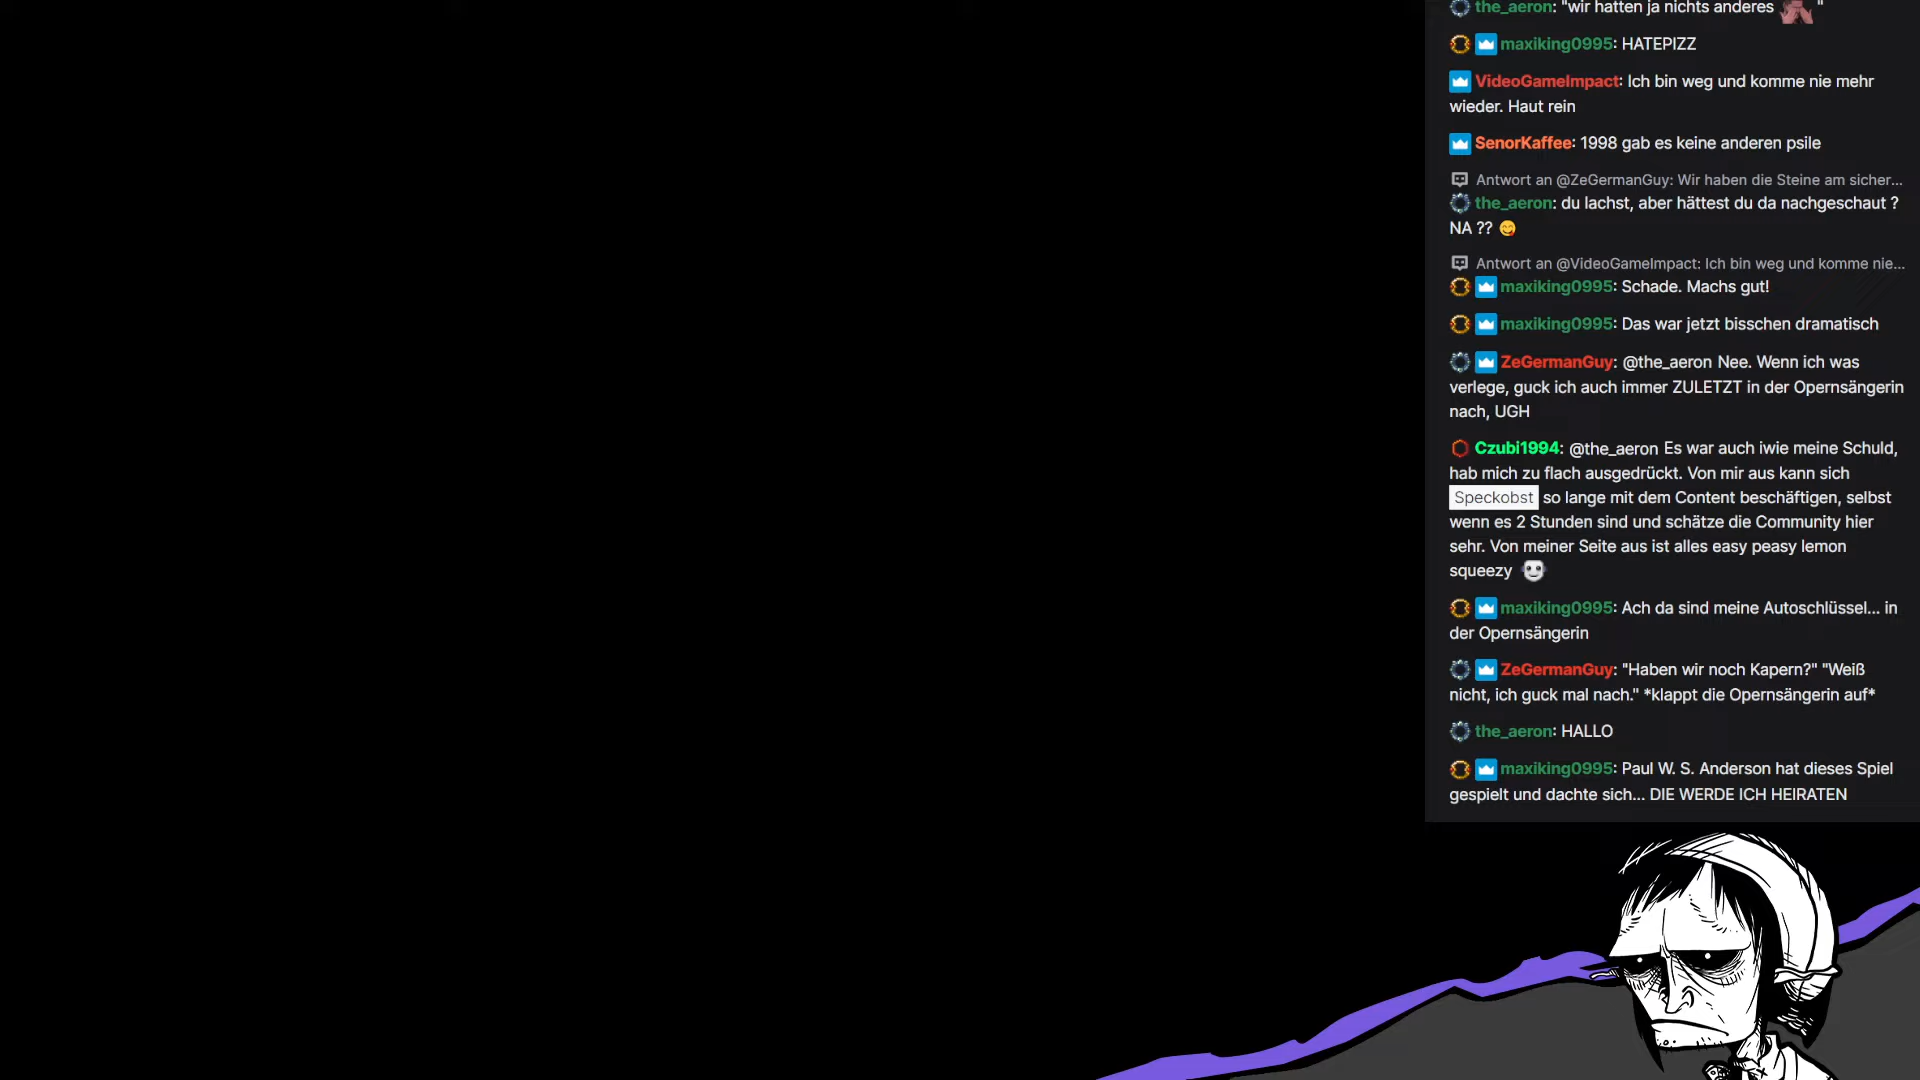 the_aeron: "wir hatten ja nichts anderes "
maxiking0995: HATEPIZZ
VideoGameImpact: Ich bin weg und komme nie mehr
wieder. Haut rein
SenorKaffee: 1998 gab es keine anderen psile
Antwort an @ZeGermanGuy: Wir haben die Steine am sicher...
the_aeron: du lachst, aber hättest du da nachgeschaut ?
NA ?? 😋
Antwort an @VideoGameImpact: Ich bin weg und komme nie...
maxiking0995: Schade. Machs gut!
maxiking0995: Das war jetzt bisschen dramatisch
ZeGermanGuy: @the_aeron Nee. Wenn ich was
verlege, guck ich auch immer ZULETZT in der Opernsängerin
nach, UGH
Czubi1994: @the_aeron Es war auch iwie meine Schuld,
hab mich zu flach ausgedrückt. Von mir aus kann sich
Speckobst so lange mit dem Content beschäftigen, selbst
wenn es 2 Stunden sind und schätze die Community hier
sehr. Von meiner Seite aus ist alles easy peasy lemon
squeezy
maxiking0995: Ach da sind meine Autoschlüssel... in
der Opernsängerin
ZeGermanGuy: "Haben wir noch Kapern?" "Weiß
nicht, ich guck mal nach." *klappt die Opernsängerin auf*
the_aeron: HALLO
maxiking0995: Paul W. S. Anderson hat dieses Spiel
gespielt und dachte sich... DIE WERDE ICH HEIRATEN